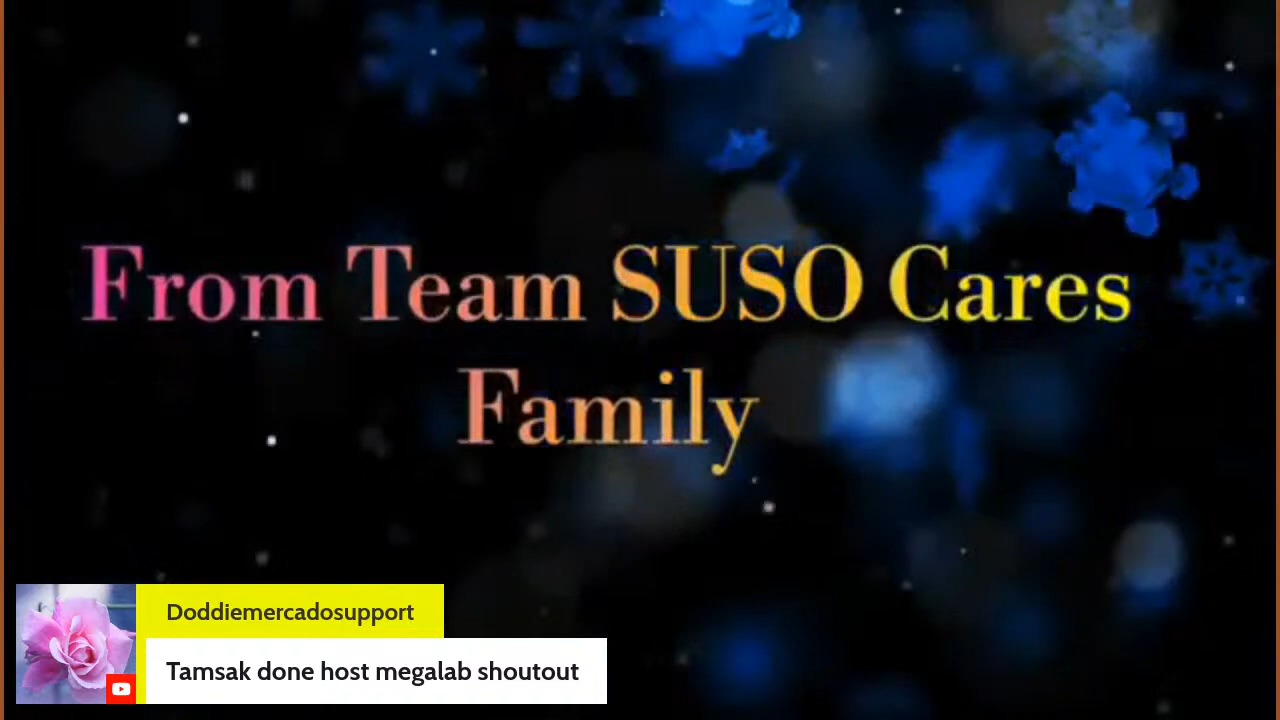 From Team SUSO Cares
Family
Doddiemercadosupport
Tamsak done host megalab shoutout